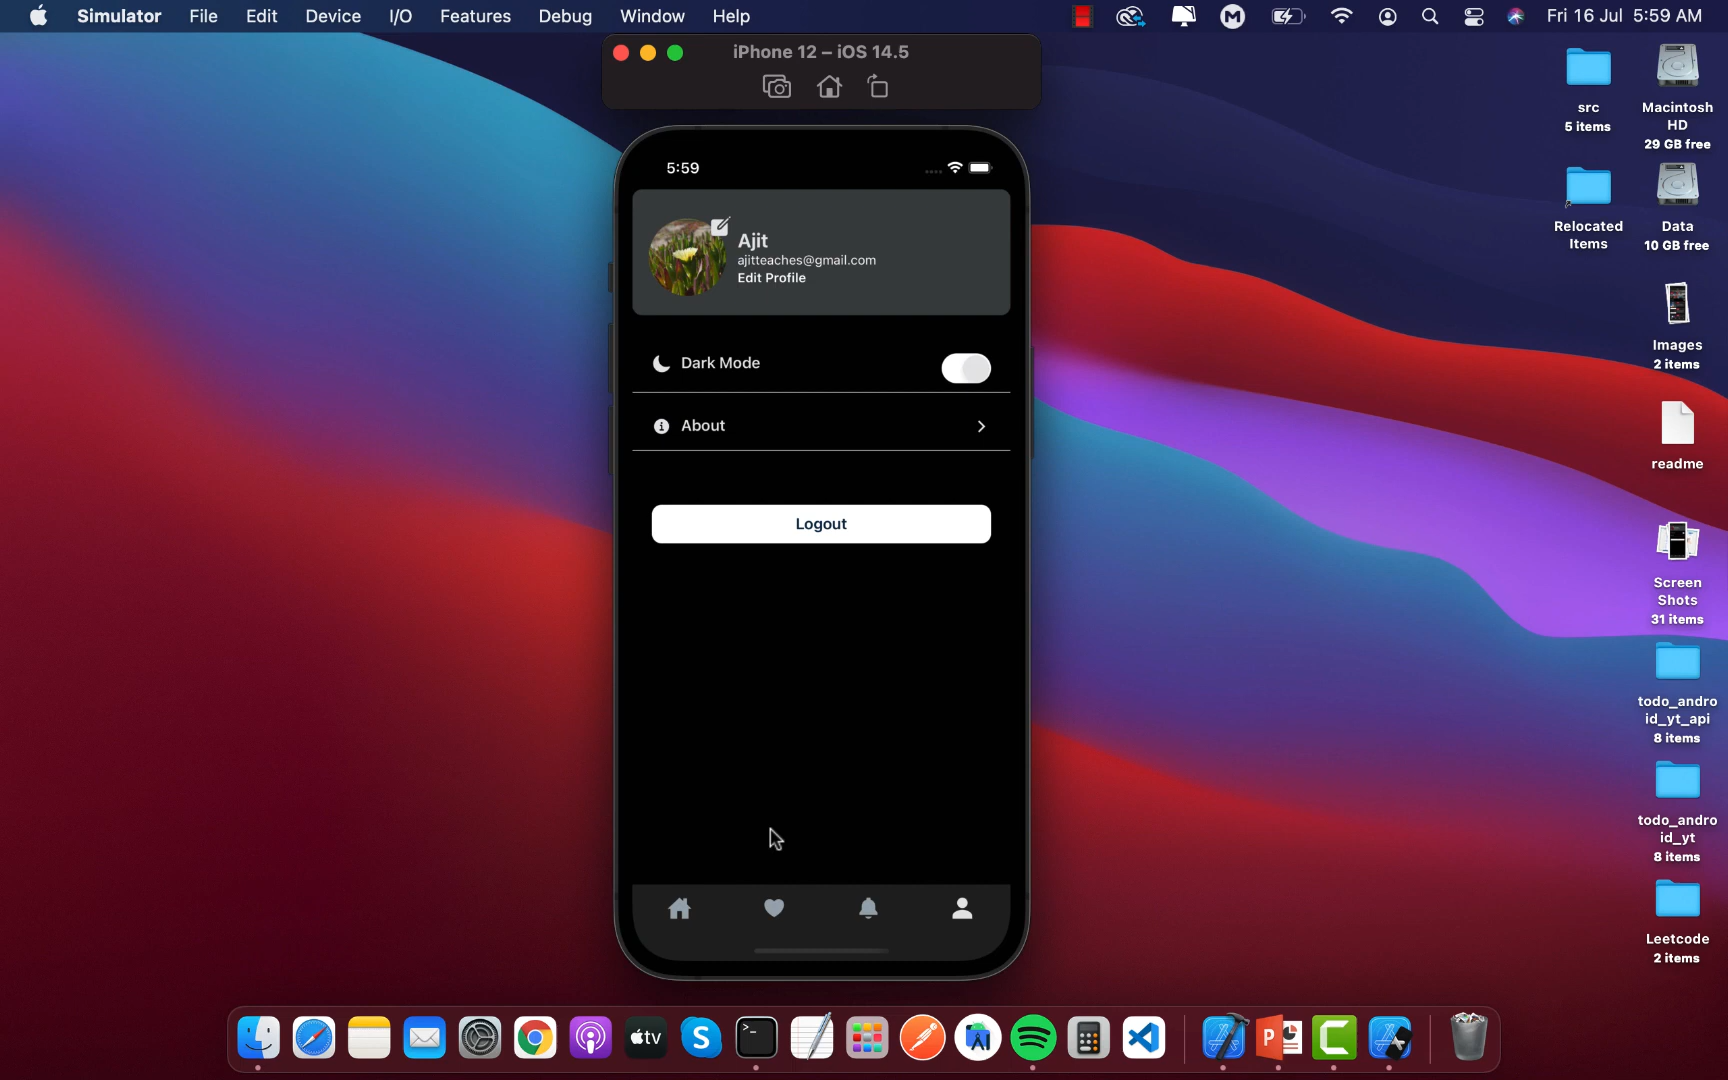 Simulator File Edit Device I/O Features Debug Window Help Fri 16 Jul 5:59 AM
iPhone 12 – iOS 14.5
5:59
Ajit
ajitteaches@gmail.com
Edit Profile
Dark Mode
About
Logout
src
5 items
Macintosh
HD
29 GB free
Relocated
Items
Data
10 GB free
Images
2 items
readme
Screen
Shots
31 items
todo_andro
id_yt_api
8 items
todo_andro
id_yt
8 items
Leetcode
2 items
tv